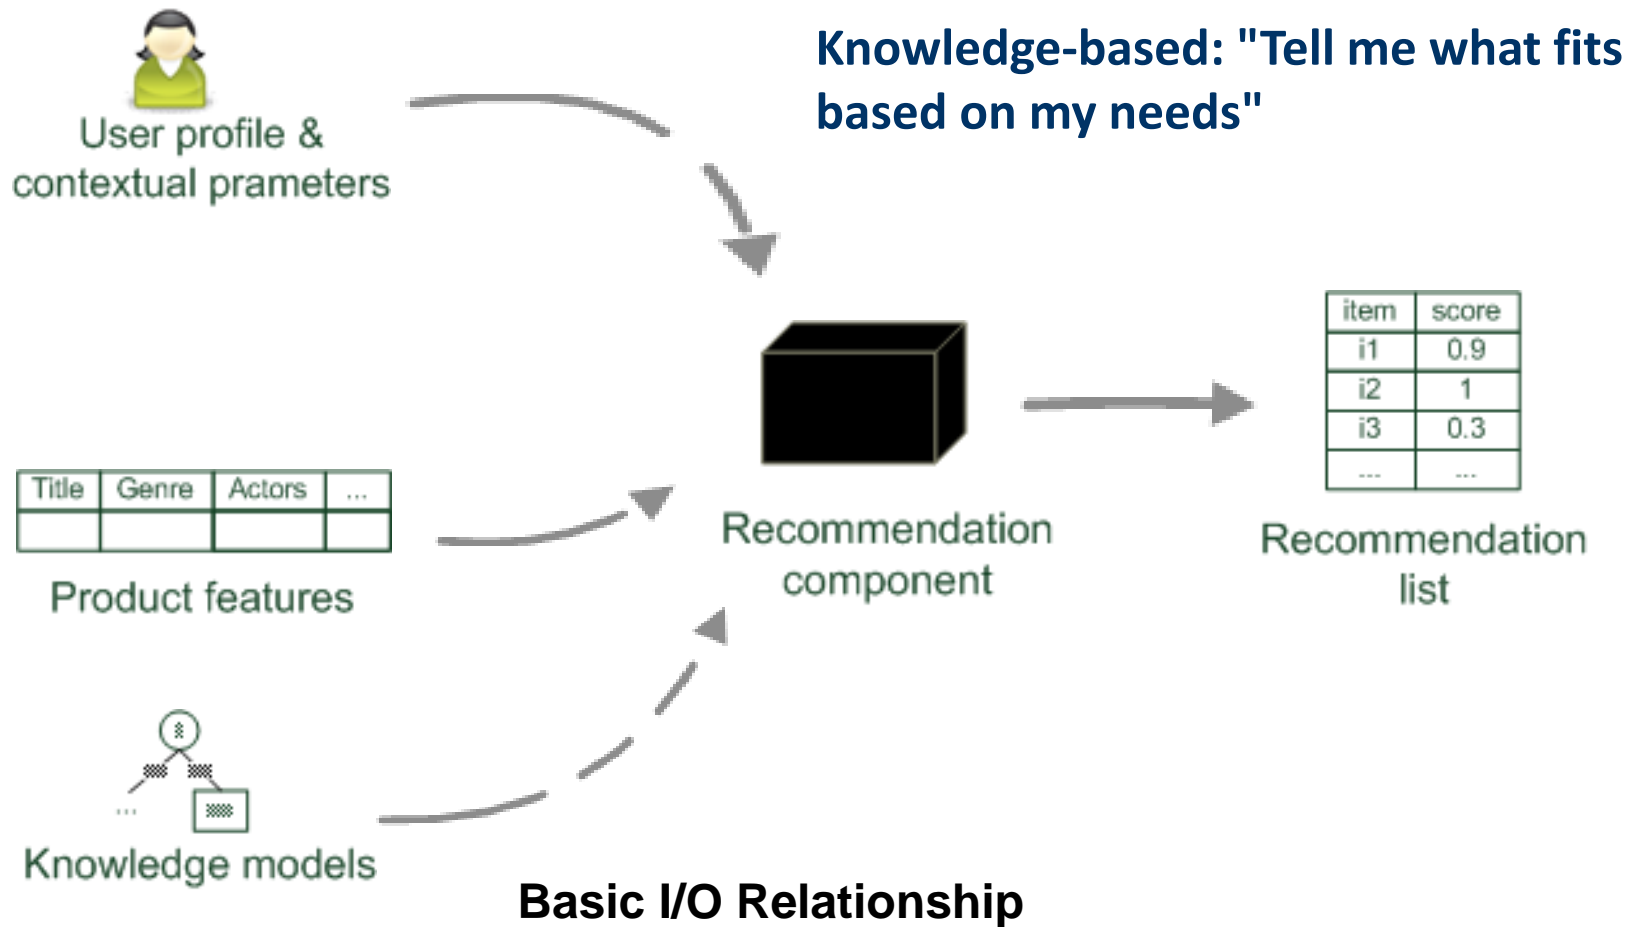 Knowledge-based: "Tell me what fits
based on my needs"
User profile &
contextual prameters
item score
i1 0.9
i2 1
i3 0.3
... ...
Title Genre Actors ...
Product features
Recommendation
component
Recommendation
list
...
Knowledge models
Basic I/O Relationship